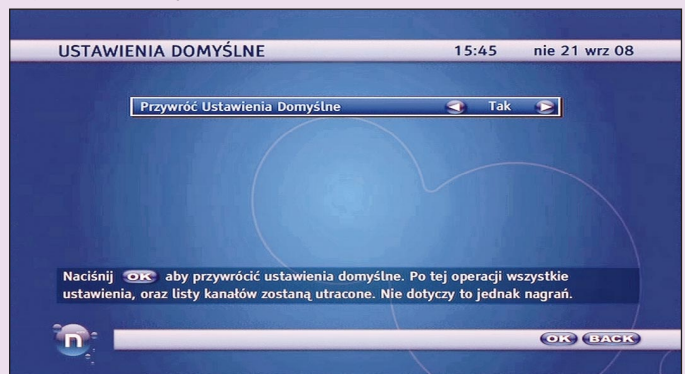 USTAWIENIA DOMYŚLNE 15:45 nie 21 wrz 08
Przywróć Ustawienia Domyślne Tak
Naciśnij OK aby przywrócić ustawienia domyślne. Po tej operacji wszystkie
ustawienia, oraz listy kanałów zostaną utracone. Nie dotyczy to jednak nagrań.
n OK BACK